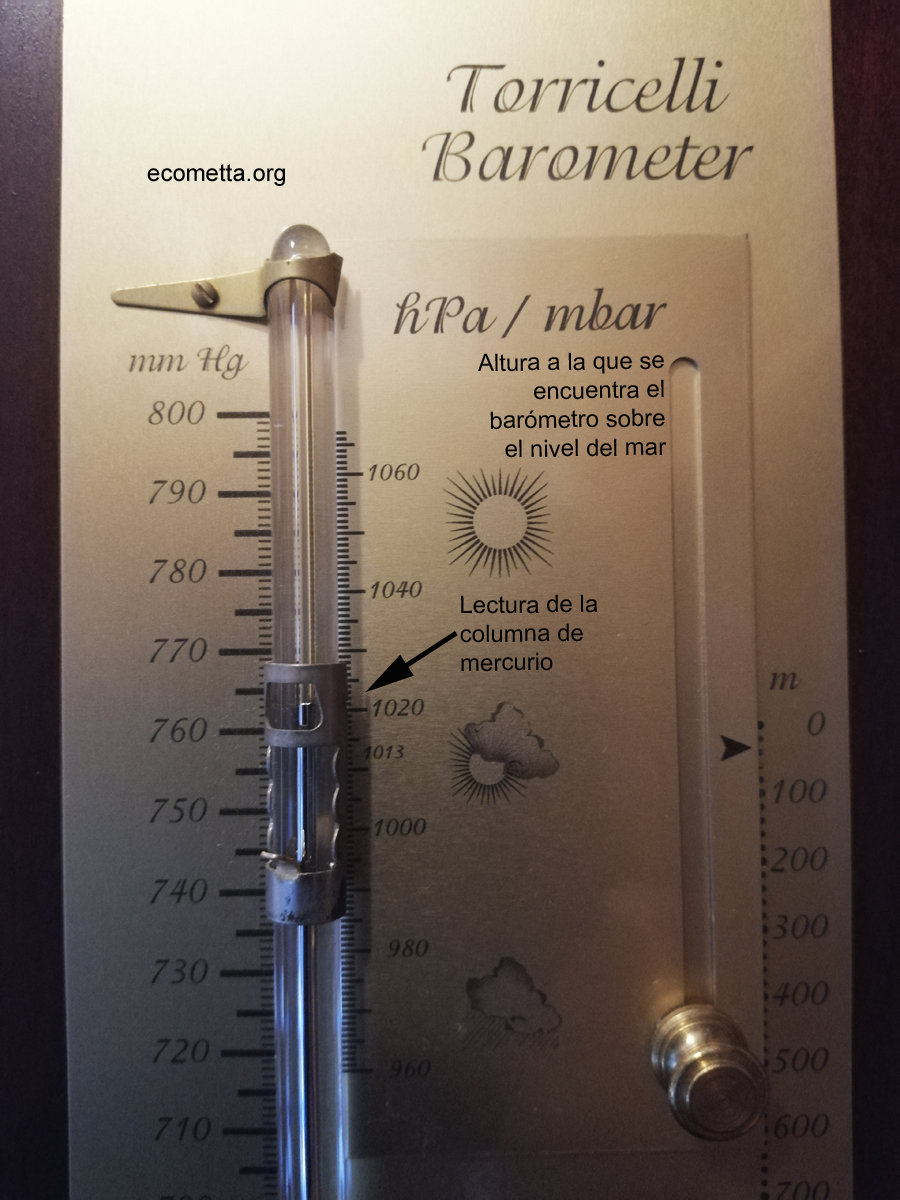 Torricelli
Barometer
ecometta.org
hPa / mbar
mm Hg
Altura a la que se
encuentra el
barómetro sobre
el nivel del mar
800
790
780
770
760
750
740
730
720
710
1060
1040
Lectura de la
columna de
mercurio
1020
1013
1000
980
960
m
0
100
200
300
400
500
600
700